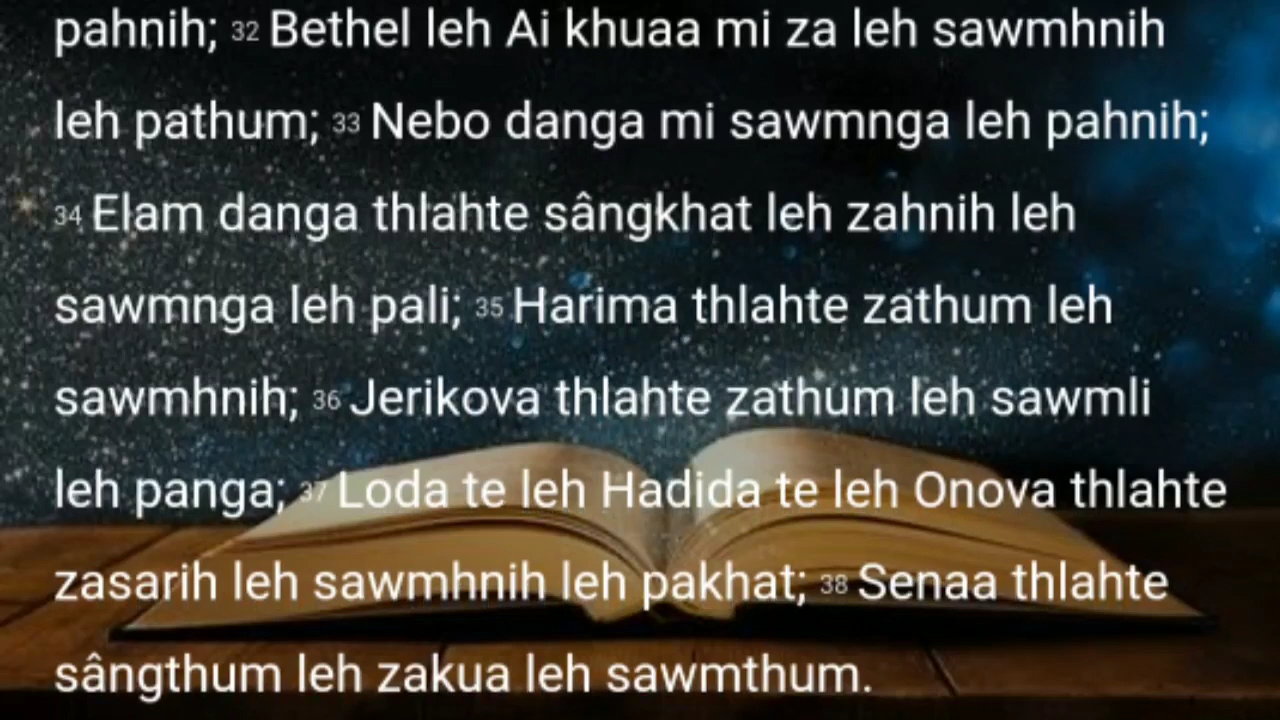 pahnih; 32 Bethel leh Ai khuaa mi za leh sawmhnih
leh pathum; 33 Nebo danga mi sawmnga leh pahnih;
34 Elam danga thlahte sângkhat leh zahnih leh
sawmnga leh pali; 35 Harima thlahte zathum leh
sawmhnih; 36 Jerikova thlahte zathum leh sawmli
leh panga; 37 Loda te leh Hadida te leh Onova thlahte
zasarih leh sawmhnih leh pakhat; 38 Senaa thlahte
sângthum leh zakua leh sawmthum.